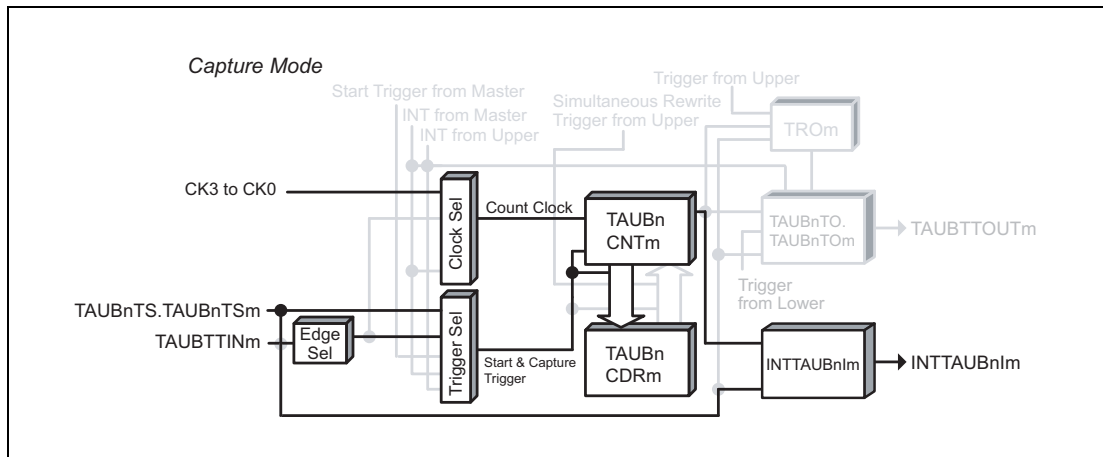 Capture Mode
Start Trigger from Master
INT from Master
INT from Upper
Simultaneous Rewrite
Trigger from Upper
Trigger from Upper
TROm
CK3 to CK0
Clock Sel
Count Clock
TAUBn
CNTm
TAUBnTO.
TAUBnTOm
TAUBTTOUTm
Trigger
from Lower
TAUBnTS.TAUBnTSm
TAUBTTINm
Edge
Sel
Trigger Sel
Start & Capture
Trigger
TAUBn
CDRm
INTTAUBnIm
INTTAUBnIm